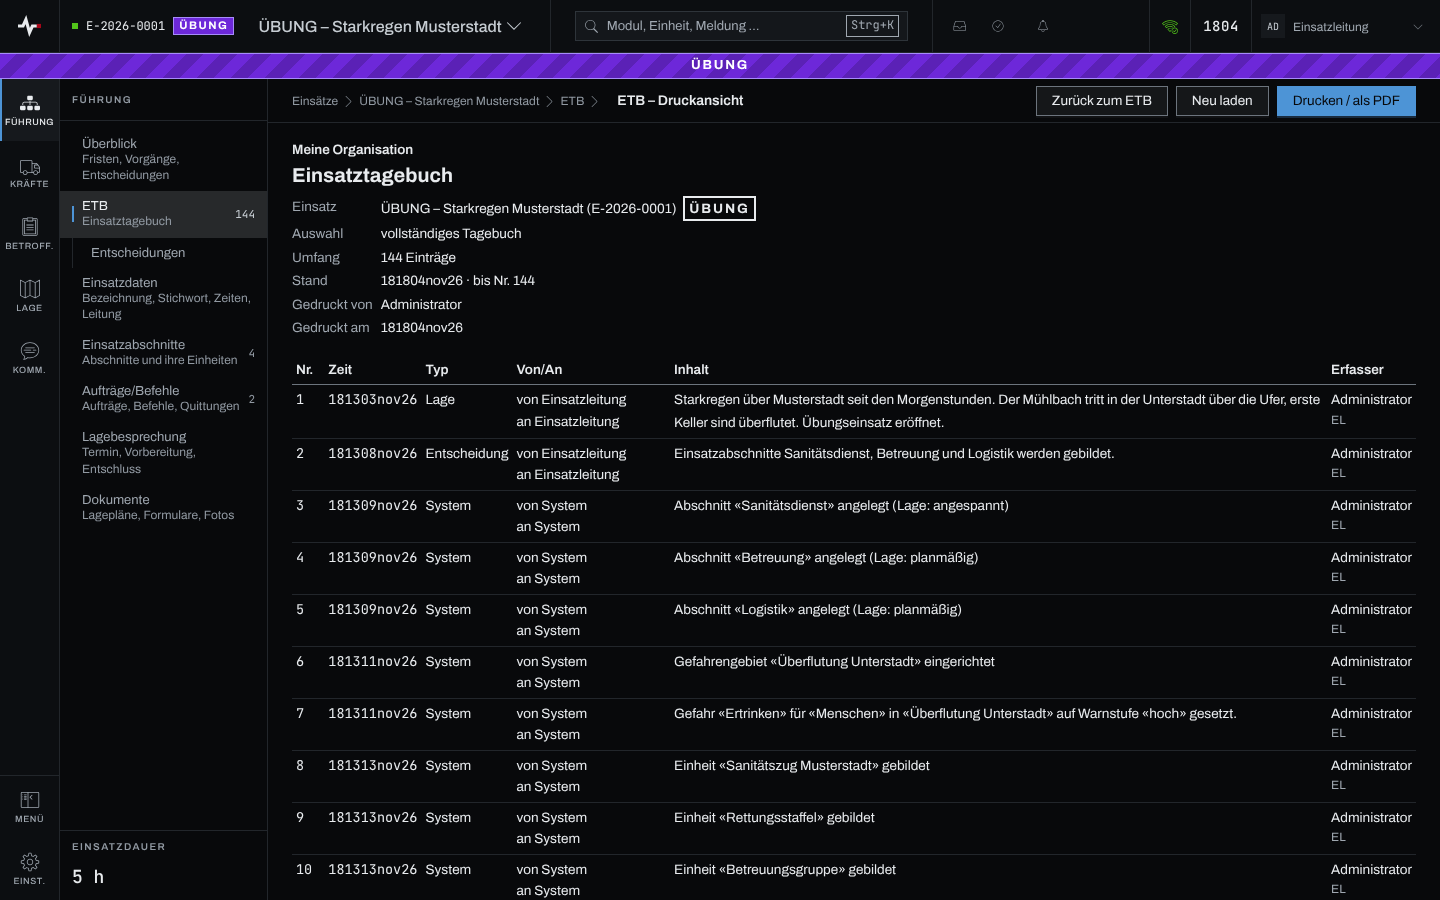 E-2026-0001 ÜBUNG ÜBUNG – Starkregen Musterstadt Modul, Einheit, Meldung ... Strg+K 1804 AD Einsatzleitung
ÜBUNG
FÜHRUNG
KRÄFTE
BETROFF.
LAGE
KOMM.
MENÜ
EINST.
FÜHRUNG
Überblick
Fristen, Vorgänge,
Entscheidungen
ETB
Einsatztagebuch 144
Entscheidungen
Einsatzdaten
Bezeichnung, Stichwort, Zeiten,
Leitung
Einsatzabschnitte
Abschnitte und ihre Einheiten 4
Aufträge/Befehle
Aufträge, Befehle, Quittungen 2
Lagebesprechung
Termin, Vorbereitung,
Entschluss
Dokumente
Lagepläne, Formulare, Fotos
EINSATZDAUER
5 h
Einsätze ÜBUNG – Starkregen Musterstadt ETB ETB – Druckansicht Zurück zum ETB Neu laden Drucken / als PDF
Meine Organisation
Einsatztagebuch
Einsatz ÜBUNG – Starkregen Musterstadt (E-2026-0001) ÜBUNG
Auswahl vollständiges Tagebuch
Umfang 144 Einträge
Stand 181804nov26 · bis Nr. 144
Gedruckt von Administrator
Gedruckt am 181804nov26
Nr. Zeit Typ Von/An Inhalt Erfasser
1 181303nov26 Lage von Einsatzleitung Starkregen über Musterstadt seit den Morgenstunden. Der Mühlbach tritt in der Unterstadt über die Ufer, erste Administrator
an Einsatzleitung Keller sind überflutet. Übungseinsatz eröffnet. EL
2 181308nov26 Entscheidung von Einsatzleitung Einsatzabschnitte Sanitätsdienst, Betreuung und Logistik werden gebildet. Administrator
an Einsatzleitung EL
3 181309nov26 System von System Abschnitt «Sanitätsdienst» angelegt (Lage: angespannt) Administrator
an System EL
4 181309nov26 System von System Abschnitt «Betreuung» angelegt (Lage: planmäßig) Administrator
an System EL
5 181309nov26 System von System Abschnitt «Logistik» angelegt (Lage: planmäßig) Administrator
an System EL
6 181311nov26 System von System Gefahrengebiet «Überflutung Unterstadt» eingerichtet Administrator
an System EL
7 181311nov26 System von System Gefahr «Ertrinken» für «Menschen» in «Überflutung Unterstadt» auf Warnstufe «hoch» gesetzt. Administrator
an System EL
8 181313nov26 System von System Einheit «Sanitätszug Musterstadt» gebildet Administrator
an System EL
9 181313nov26 System von System Einheit «Rettungsstaffel» gebildet Administrator
an System EL
10 181313nov26 System von System Einheit «Betreuungsgruppe» gebildet Administrator
an System EL